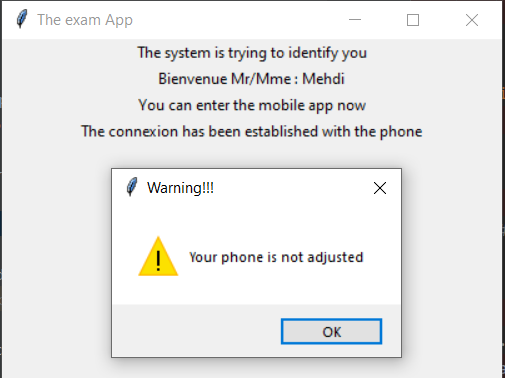 The exam App
The system is trying to identify you
Bienvenue Mr/Mme : Mehdi
You can enter the mobile app now
The connexion has been established with the phone
Warning!!!
Your phone is not adjusted
OK